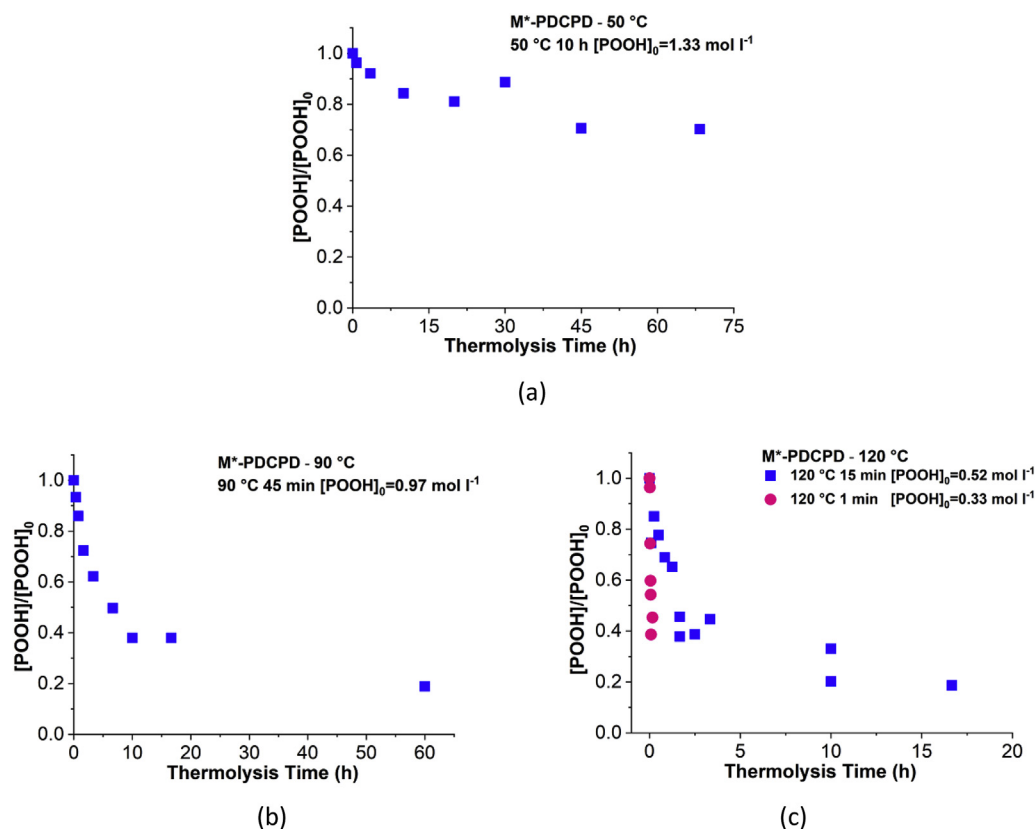 M*-PDCPD - 50 °C
50 °C 10 h [POOH]₀=1.33 mol l⁻¹
1.0
0.8
0.6
0.4
0.2
0.0
[POOH]/[POOH]₀
0 15 30 45 60 75
Thermolysis Time (h)
(a)
M*-PDCPD - 90 °C
90 °C 45 min [POOH]₀=0.97 mol l⁻¹
1.0
0.8
0.6
0.4
0.2
0.0
[POOH]/[POOH]₀
0 10 20 30 40 50 60
Thermolysis Time (h)
(b)
M*-PDCPD - 120 °C
120 °C 15 min [POOH]₀=0.52 mol l⁻¹
120 °C 1 min [POOH]₀=0.33 mol l⁻¹
1.0
0.8
0.6
0.4
0.2
0.0
[POOH]/[POOH]₀
0 5 10 15 20
Thermolysis Time (h)
(c)